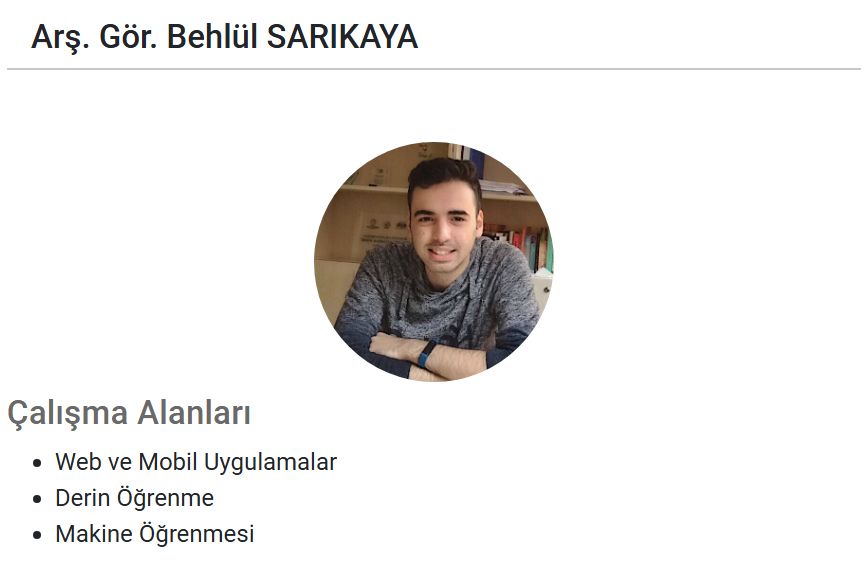 Arş. Gör. Behlül SARIKAYA
Çalışma Alanları
Web ve Mobil Uygulamalar
Derin Öğrenme
Makine Öğrenmesi